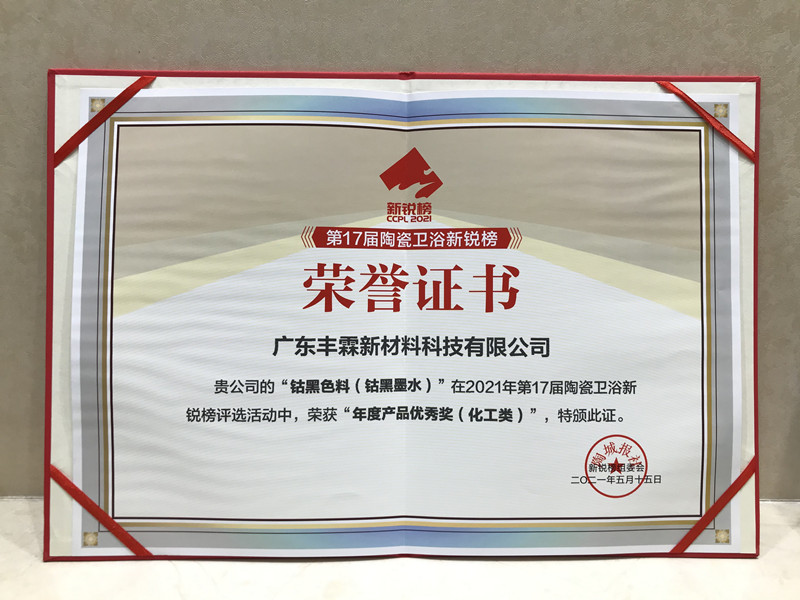 新锐榜
CCPL 2021
第17届陶瓷卫浴新锐榜
荣誉证书
广东丰霖新材料科技有限公司
贵公司的“钴黑色料（钴黑墨水）”在2021年第17届陶瓷卫浴新
锐榜评选活动中，荣获“年度产品优秀奖（化工类）”，特颁此证。
陶城报社
新锐榜组委会
二〇二一年五月十五日